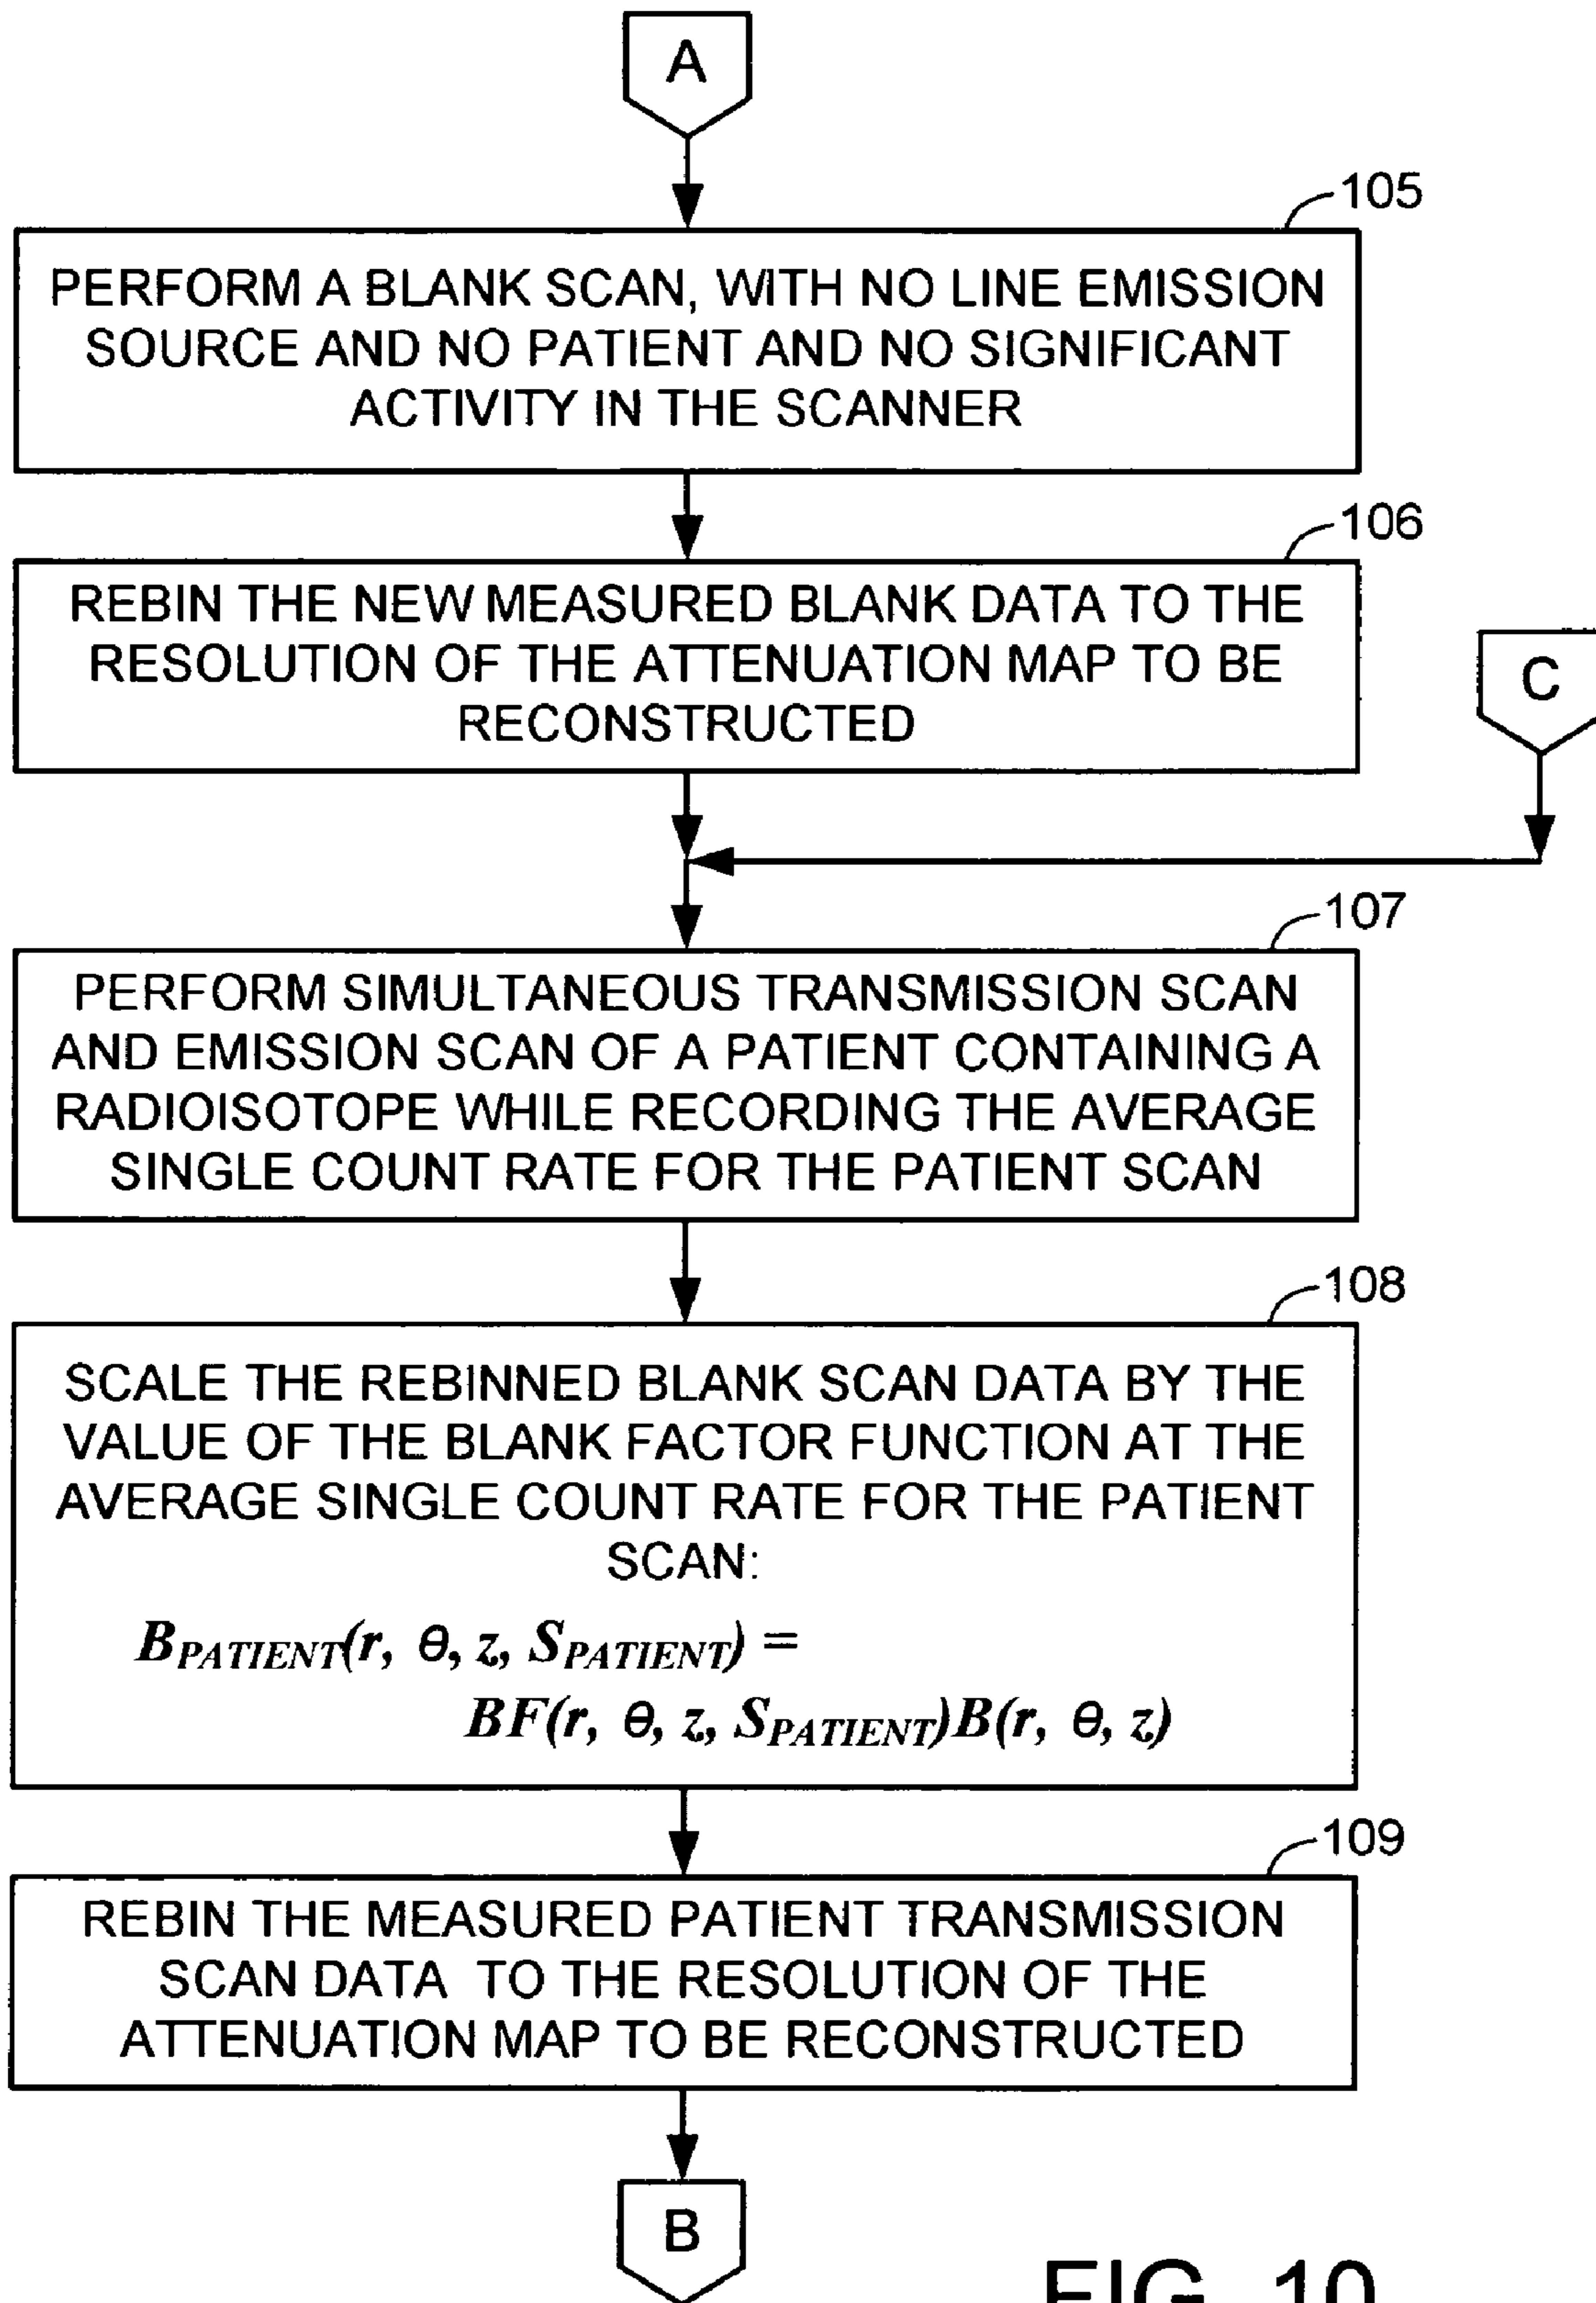 A
105
PERFORM A BLANK SCAN, WITH NO LINE EMISSION
SOURCE AND NO PATIENT AND NO SIGNIFICANT
ACTIVITY IN THE SCANNER
106
REBIN THE NEW MEASURED BLANK DATA TO THE
RESOLUTION OF THE ATTENUATION MAP TO BE
RECONSTRUCTED
C
107
PERFORM SIMULTANEOUS TRANSMISSION SCAN
AND EMISSION SCAN OF A PATIENT CONTAINING A
RADIOISOTOPE WHILE RECORDING THE AVERAGE
SINGLE COUNT RATE FOR THE PATIENT SCAN
108
SCALE THE REBINNED BLANK SCAN DATA BY THE
VALUE OF THE BLANK FACTOR FUNCTION AT THE
AVERAGE SINGLE COUNT RATE FOR THE PATIENT
SCAN:
B_PATIENT(r, θ, z, S_PATIENT) =
BF(r, θ, z, S_PATIENT)B(r, θ, z)
109
REBIN THE MEASURED PATIENT TRANSMISSION
SCAN DATA TO THE RESOLUTION OF THE
ATTENUATION MAP TO BE RECONSTRUCTED
B
FIG. 10